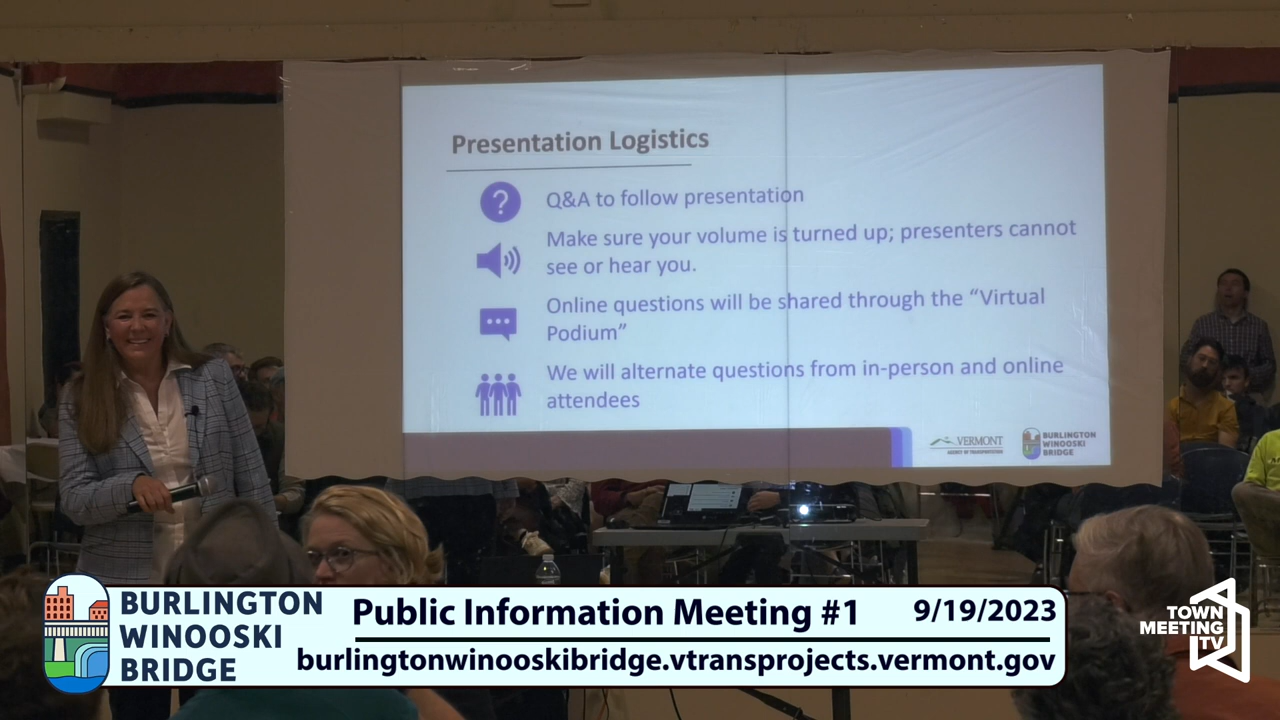 Presentation Logistics
?
Q&A to follow presentation
Make sure your volume is turned up; presenters cannot
see or hear you.
Online questions will be shared through the “Virtual
Podium”
We will alternate questions from in-person and online
attendees
VERMONT
AGENCY OF TRANSPORTATION
BURLINGTON
WINOOSKI
BRIDGE
BURLINGTON
WINOOSKI
BRIDGE
Public Information Meeting #1
9/19/2023
burlingtonwinooskibridge.vtransprojects.vermont.gov
TOWN
MEETING
TV